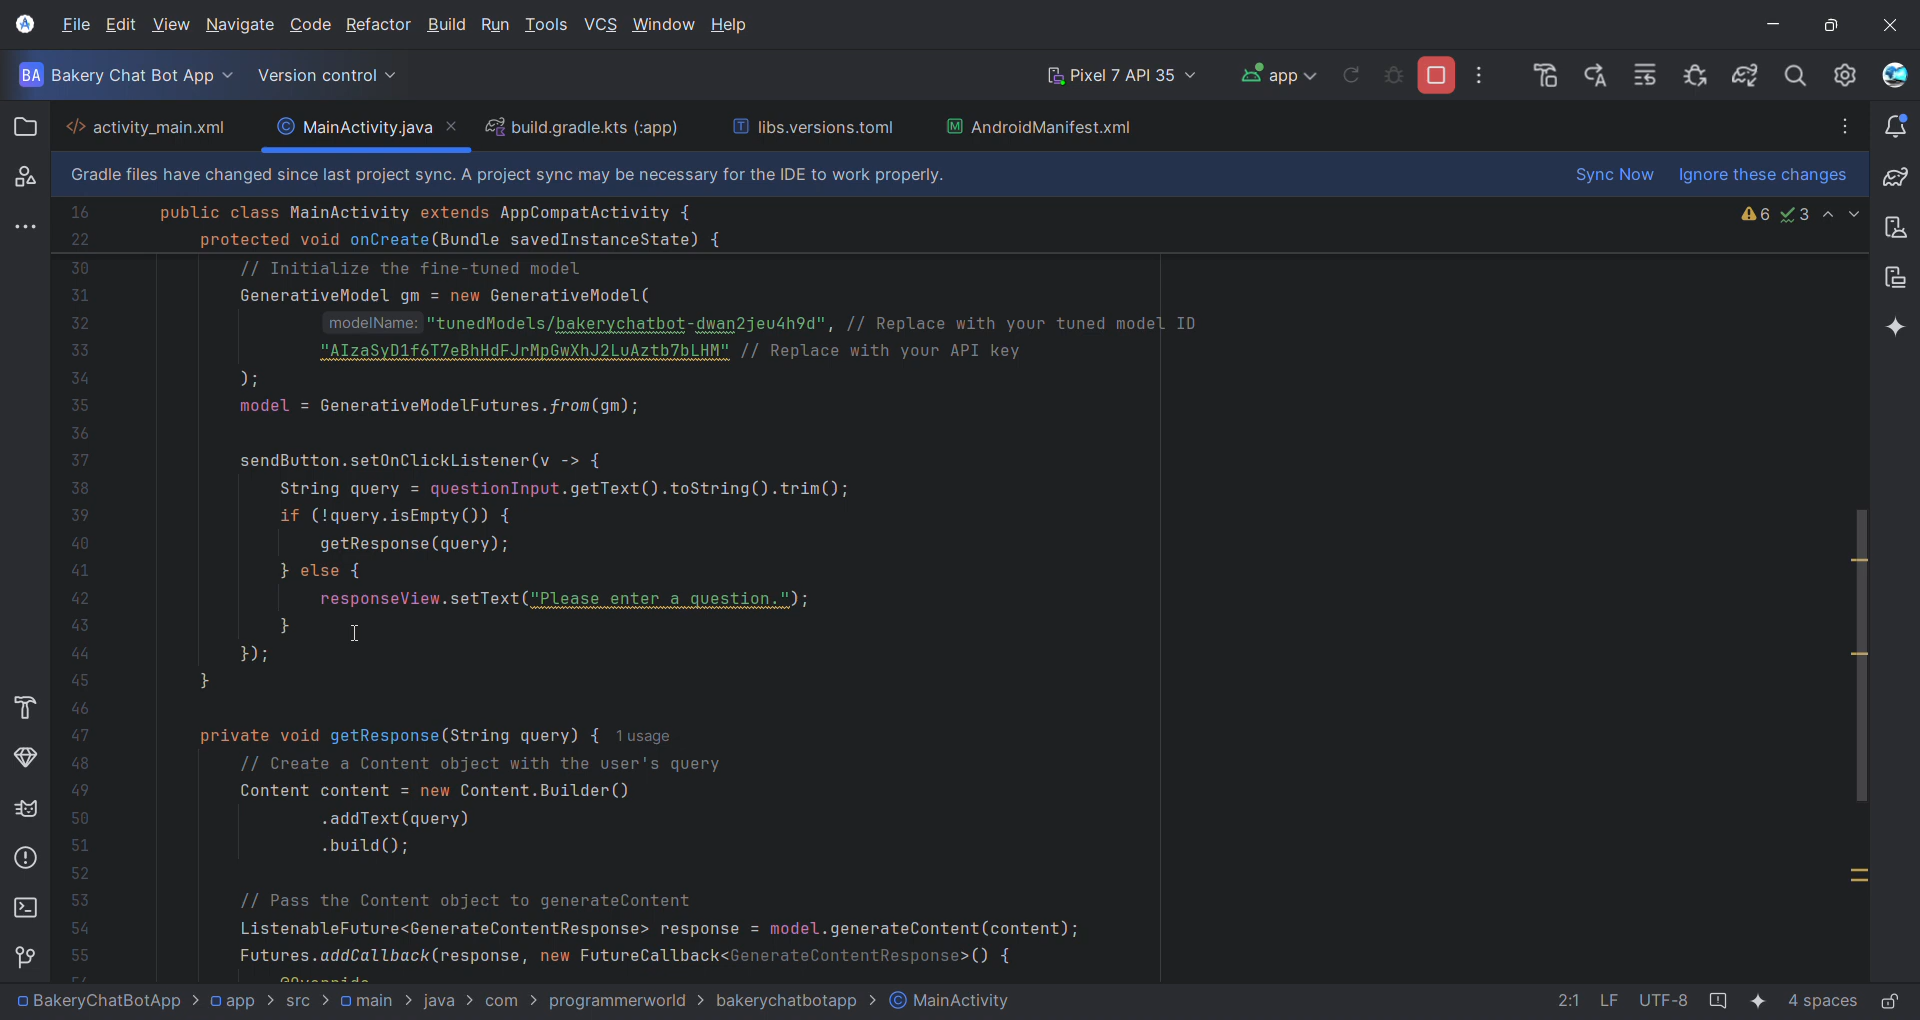 File Edit View Navigate Code Refactor Build Run Tools VCS Window Help
BA Bakery Chat Bot App Version control Pixel 7 API 35 app
activity_main.xml MainActivity.java build.gradle.kts (:app) libs.versions.toml AndroidManifest.xml
Gradle files have changed since last project sync. A project sync may be necessary for the IDE to work properly. Sync Now Ignore these changes
16 public class MainActivity extends AppCompatActivity { 6 3
22 protected void onCreate(Bundle savedInstanceState) {
30 // Initialize the fine-tuned model
31 GenerativeModel gm = new GenerativeModel(
32 modelName: "tunedModels/bakerychatbot-dwan2jeu4h9d", // Replace with your tuned model ID
33 "AIzaSyD1f6T7eBhHdFJrMpGwXhJ2LuAztb7bLHM" // Replace with your API key
34 );
35 model = GenerativeModelFutures.from(gm);
36
37 sendButton.setOnClickListener(v -> {
38 String query = questionInput.getText().toString().trim();
39 if (!query.isEmpty()) {
40 getResponse(query);
41 } else {
42 responseView.setText("Please enter a question.");
43 }
44 });
45 }
46
47 private void getResponse(String query) { 1 usage
48 // Create a Content object with the user's query
49 Content content = new Content.Builder()
50 .addText(query)
51 .build();
52
53 // Pass the Content object to generateContent
54 ListenableFuture<GenerateContentResponse> response = model.generateContent(content);
55 Futures.addCallback(response, new FutureCallback<GenerateContentResponse>() {
BakeryChatBotApp > app > src > main > java > com > programmerworld > bakerychatbotapp > MainActivity 2:1 LF UTF-8 4 spaces